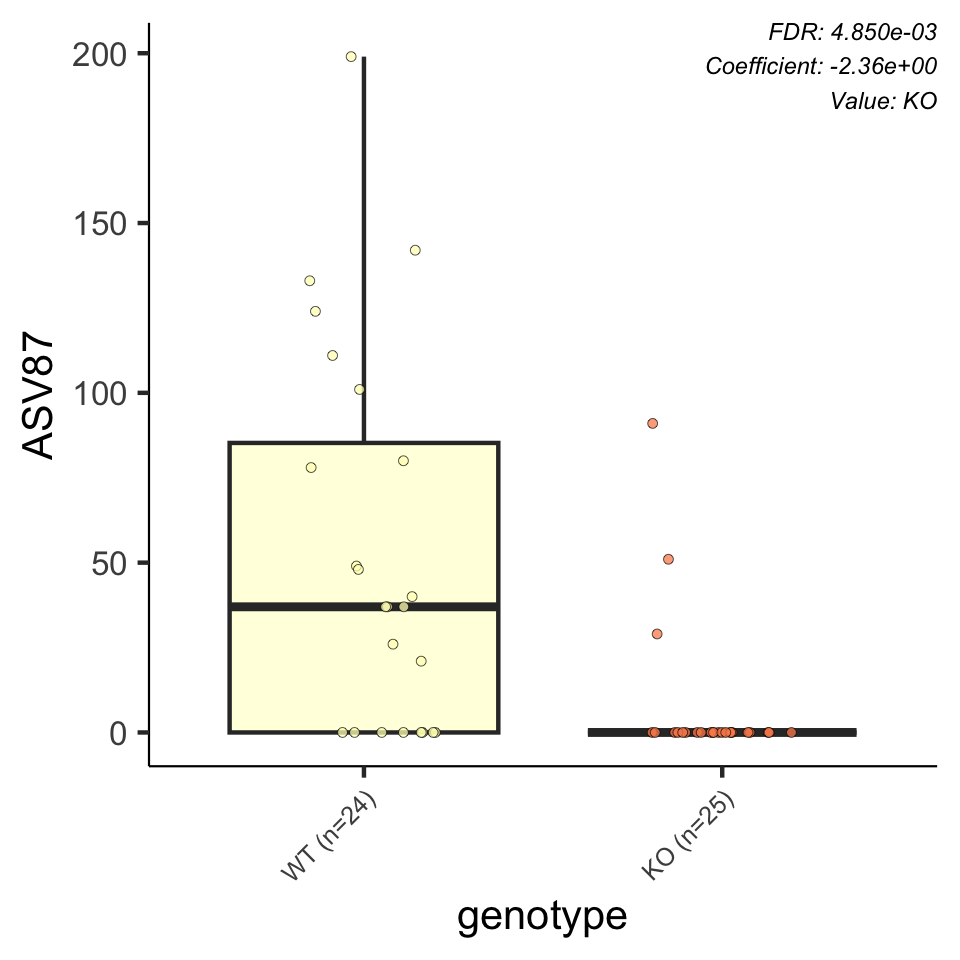 FDR: 4.850e-03
Coefficient: -2.36e+00
Value: KO
200
150
100
50
0
ASV87
WT (n=24)
KO (n=25)
genotype